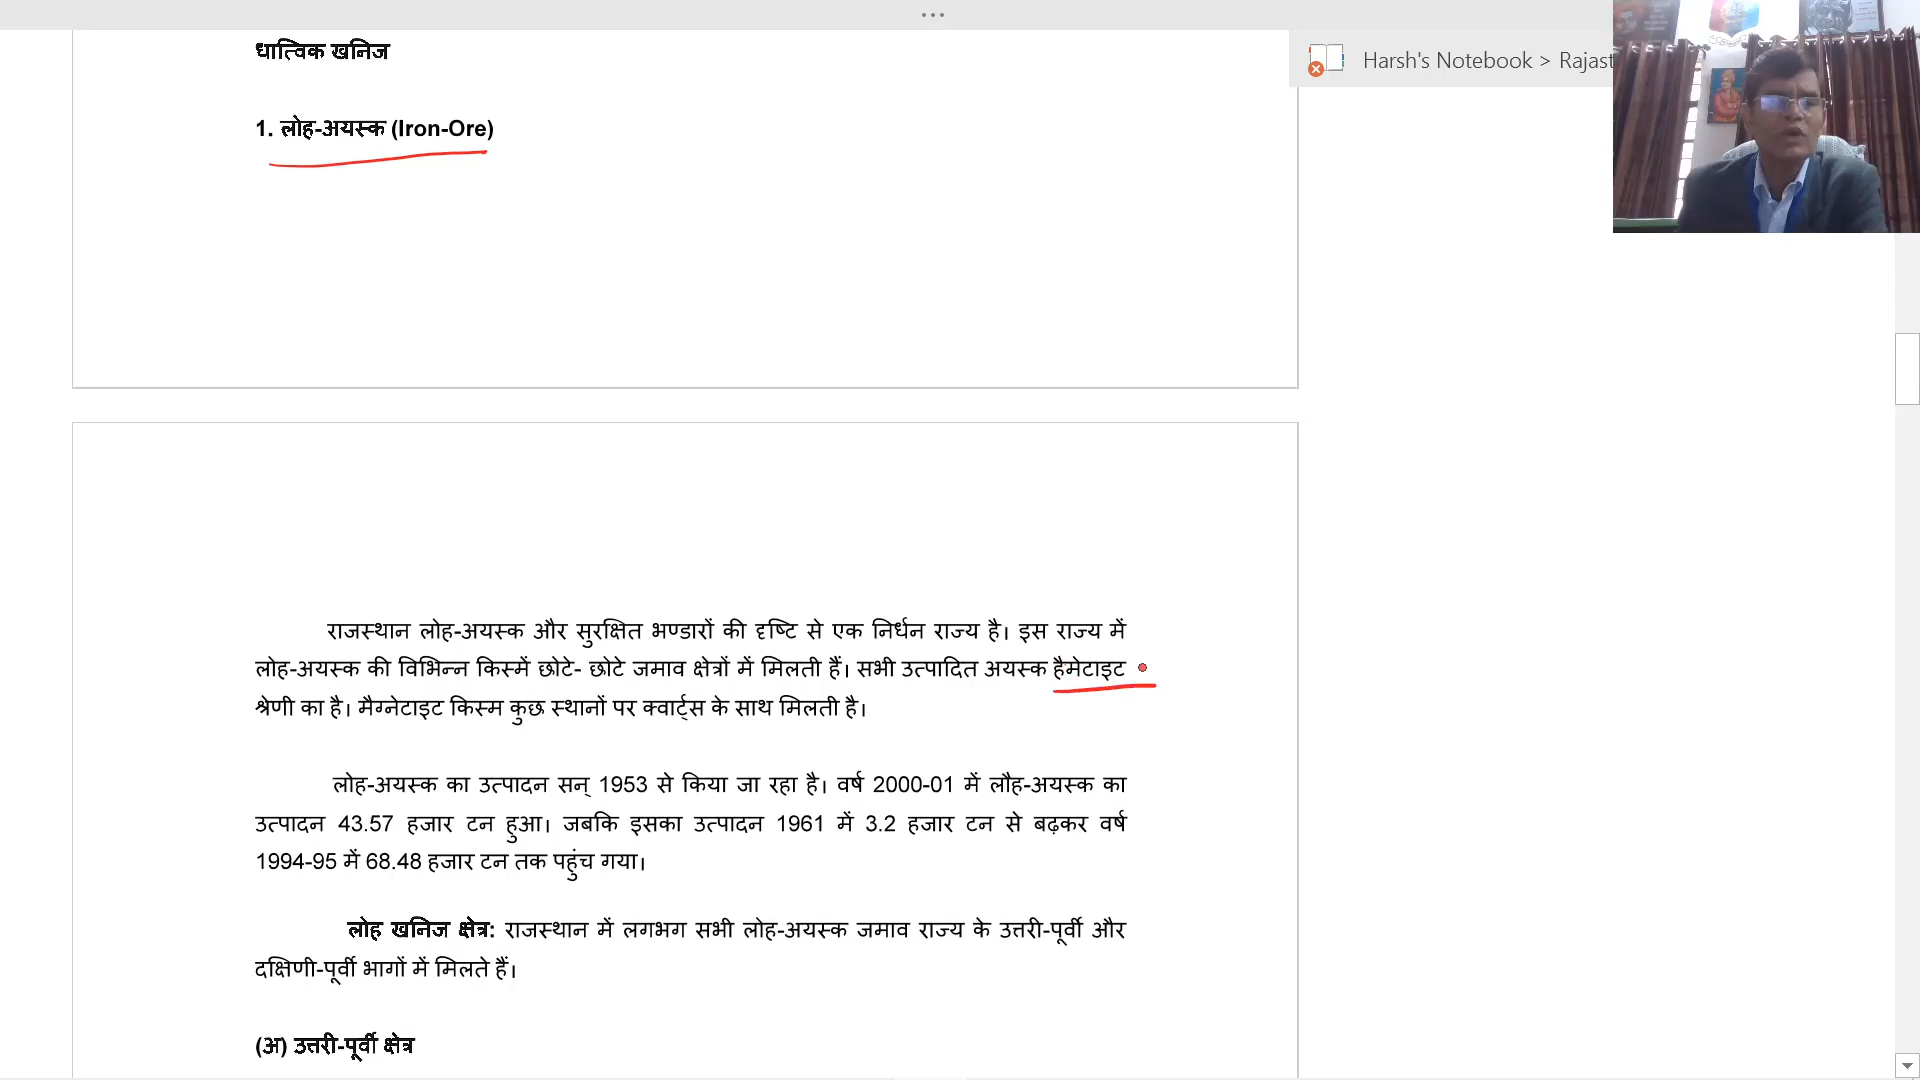 धात्विक खनिज
Harsh's Notebook > Rajast
1. लोह-अयस्क (Iron-Ore)
राजस्थान लोह-अयस्क और सुरक्षित भण्डारों की दृष्टि से एक निर्धन राज्य है। इस राज्य में
लोह-अयस्क की विभिन्न किस्में छोटे- छोटे जमाव क्षेत्रों में मिलती हैं। सभी उत्पादित अयस्क हैमेटाइट
श्रेणी का है। मैग्नेटाइट किस्म कुछ स्थानों पर क्वार्ट्स के साथ मिलती है।
लोह-अयस्क का उत्पादन सन् 1953 से किया जा रहा है। वर्ष 2000-01 में लौह-अयस्क का
उत्पादन 43.57 हजार टन हुआ। जबकि इसका उत्पादन 1961 में 3.2 हजार टन से बढ़कर वर्ष
1994-95 में 68.48 हजार टन तक पहुंच गया।
लोह खनिज क्षेत्र: राजस्थान में लगभग सभी लोह-अयस्क जमाव राज्य के उत्तरी-पूर्वी और
दक्षिणी-पूर्वी भागों में मिलते हैं।
(अ) उत्तरी-पूर्वी क्षेत्र